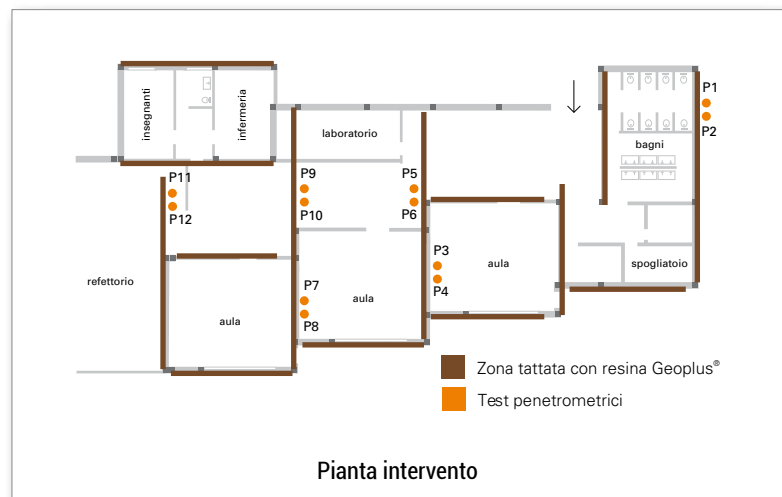 insegnanti
infermeria
laboratorio
bagni
P1
P2
P11
P12
P9
P10
P5
P6
P3
P4
P7
P8
refettorio
aula
aula
aula
spogliatoio
Zona tattata con resina Geoplus®
Test penetrometrici
Pianta intervento